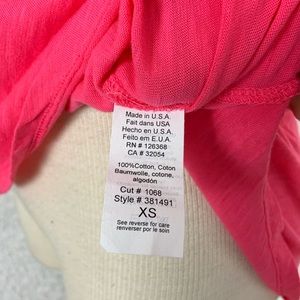 Made in U.S.A.
Fait dans USA
Hecho en U.S.A.
Feito em E.U.A.
RN # 126368
CA # 32054
100%Cotton, Coton
Baumwolle, cotone,
algodón
Cut # 1068
Style # 381491
XS
See reverse for care
renverser por le soin